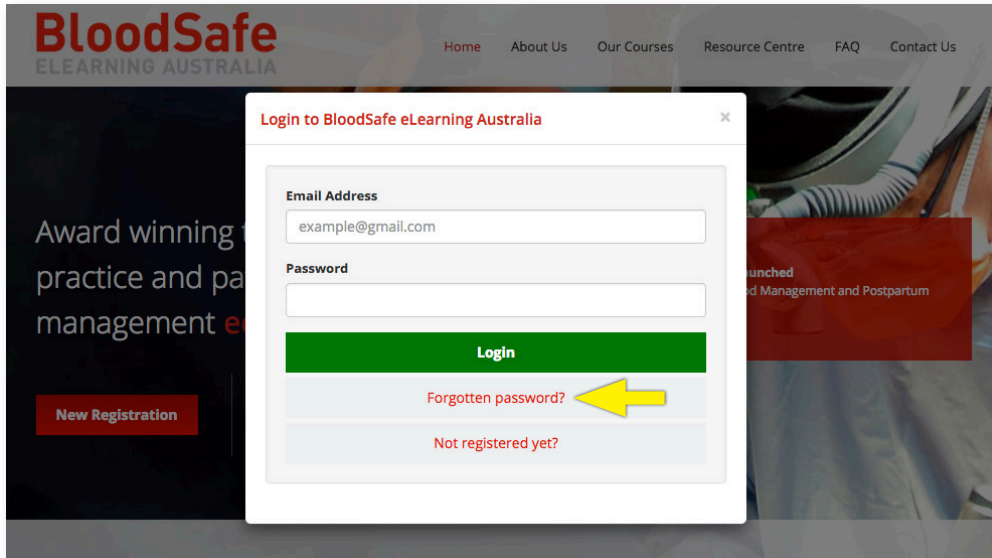 BloodSafe
ELEARNING AUSTRALIA
Home About Us Our Courses Resource Centre FAQ Contact Us
Login to BloodSafe eLearning Australia ×
Email Address
example@gmail.com
Password
Login
Forgotten password?
Not registered yet?
Award winning
practice and pa
management e
New Registration
unched
od Management and Postpartum